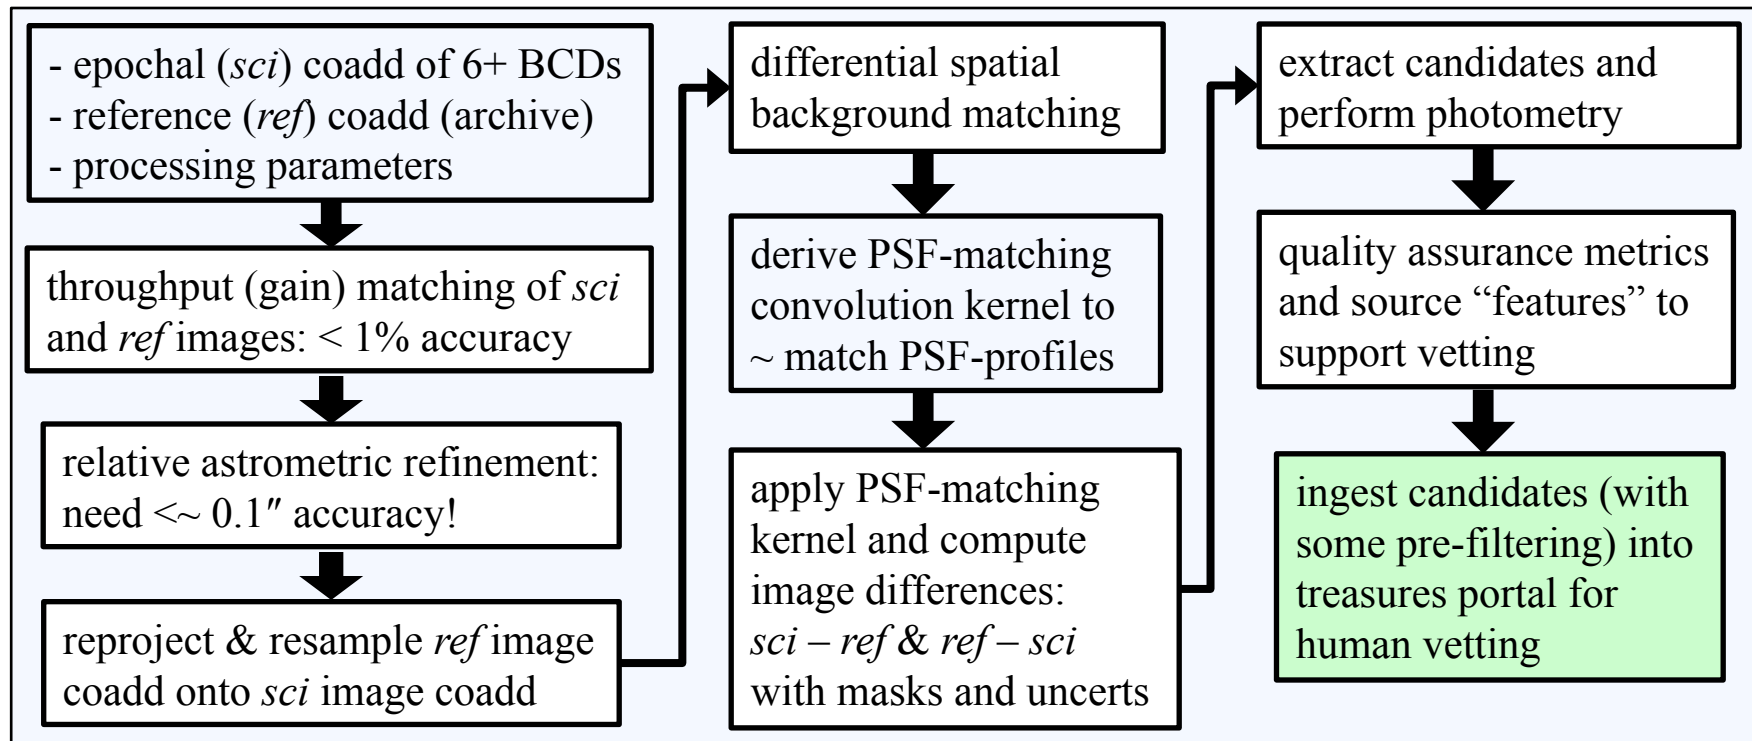 - epochal (sci) coadd of 6+ BCDs
- reference (ref) coadd (archive)
- processing parameters
throughput (gain) matching of sci
and ref images: < 1% accuracy
relative astrometric refinement:
need <~ 0.1″ accuracy!
reproject & resample ref image
coadd onto sci image coadd
differential spatial
background matching
derive PSF-matching
convolution kernel to
~ match PSF-profiles
apply PSF-matching
kernel and compute
image differences:
sci – ref & ref – sci
with masks and uncerts
extract candidates and
perform photometry
quality assurance metrics
and source “features” to
support vetting
ingest candidates (with
some pre-filtering) into
treasures portal for
human vetting